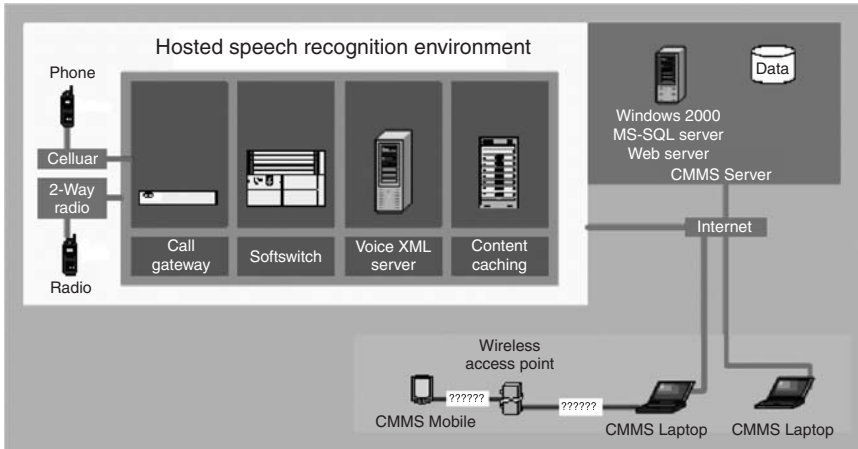 Hosted speech recognition environment
Phone
Celluar
2-Way
radio
Radio
Call
gateway
Softswitch
Voice XML
server
Content
caching
Data
Windows 2000
MS-SQL server
Web server
CMMS Server
Internet
Wireless
access point
??????
??????
CMMS Mobile
CMMS Laptop
CMMS Laptop